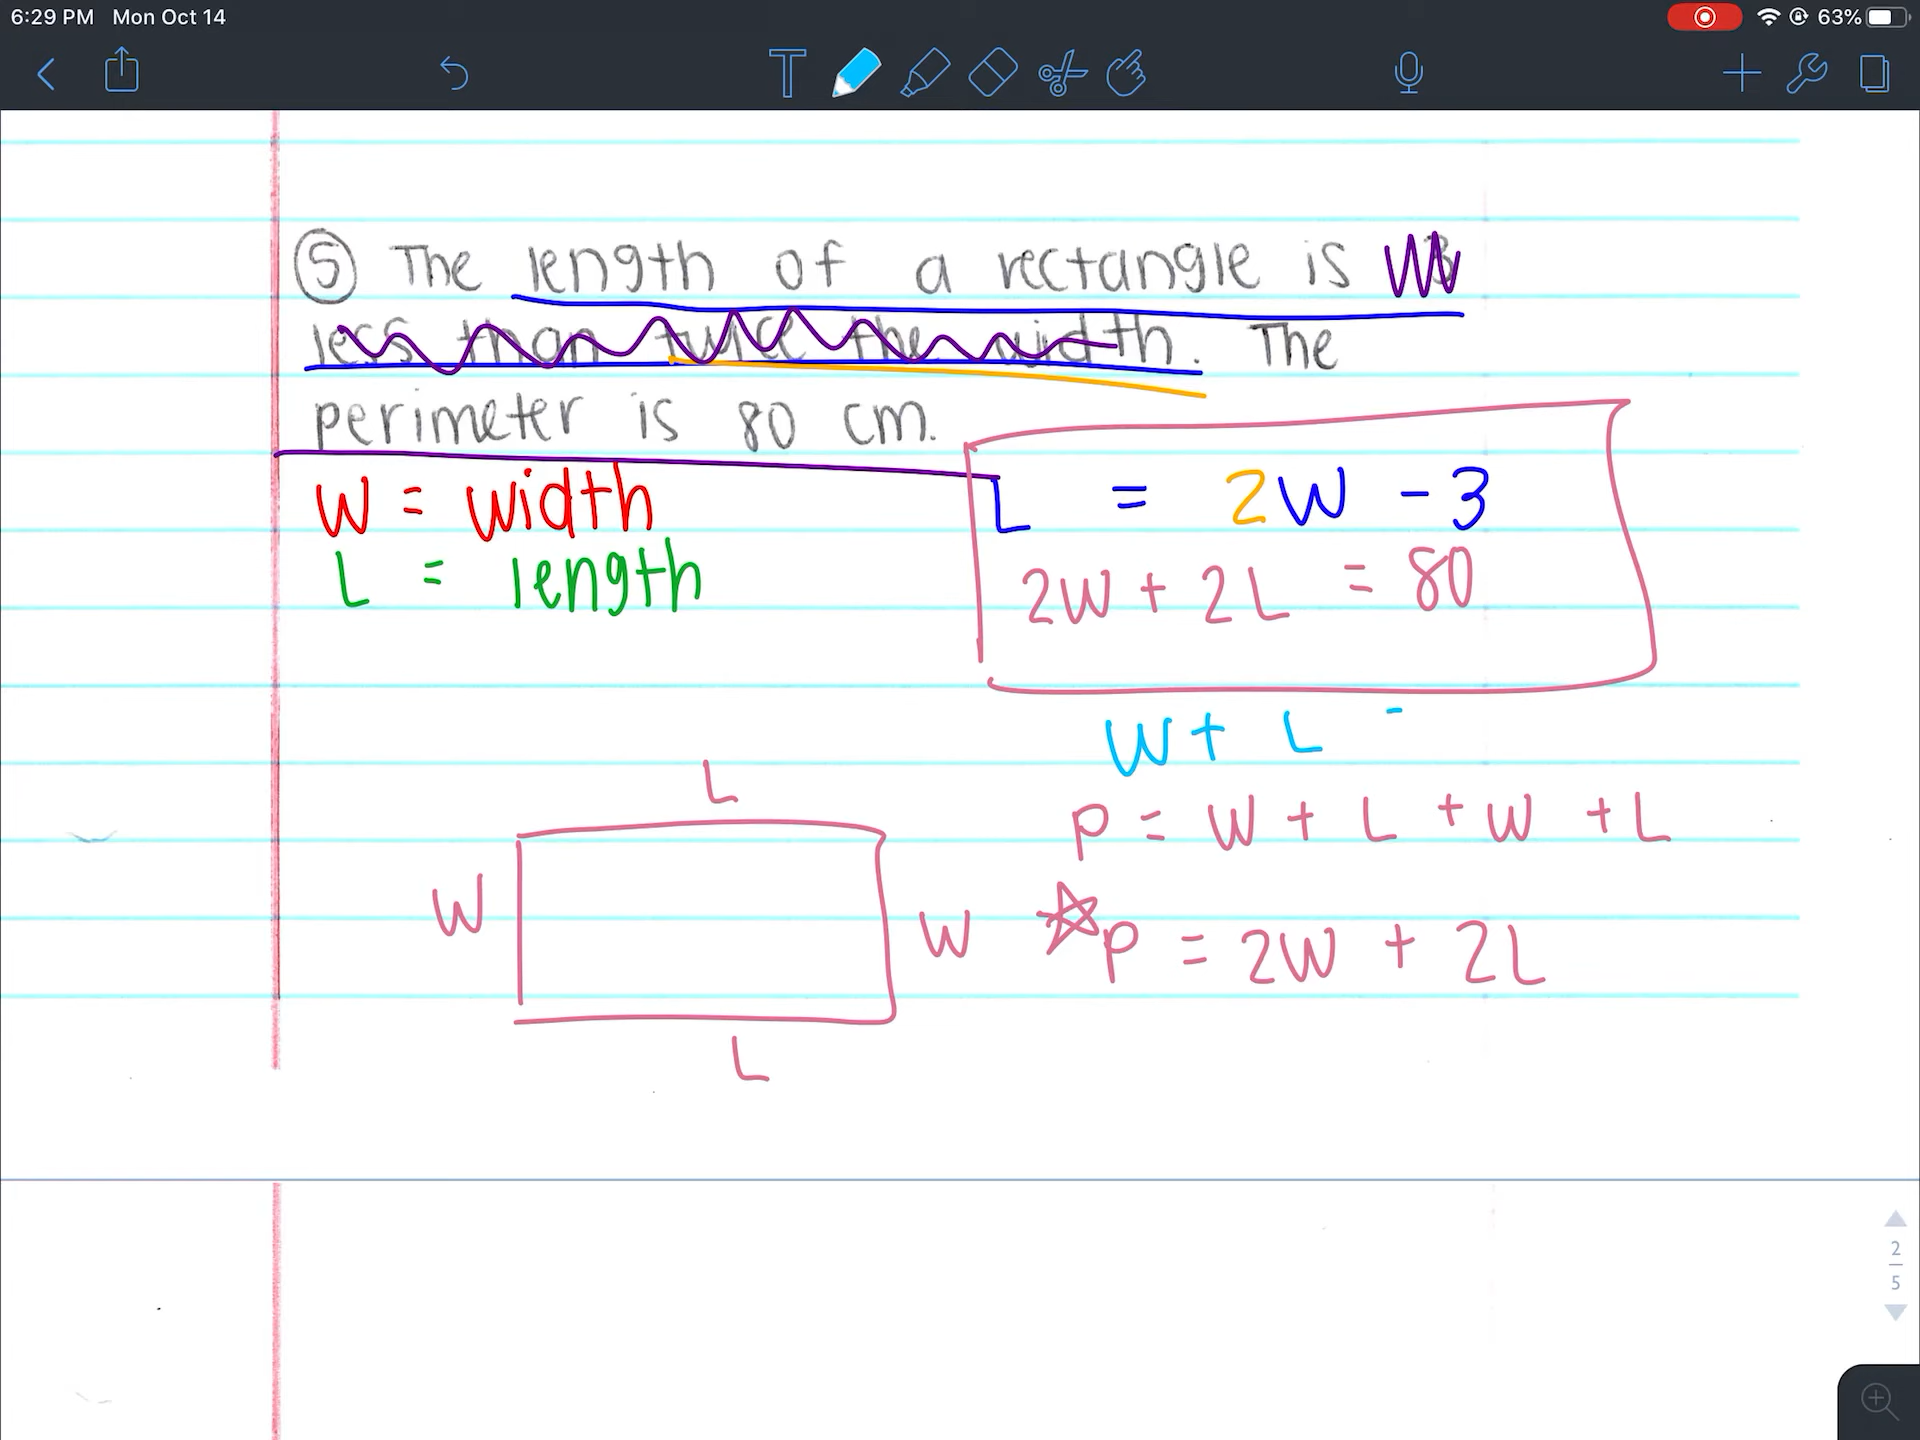 6:29 PM Mon Oct 14
63%
T
5 The length of a rectangle is 3
less than twice the width. The
perimeter is 80 cm.
W = width
L = length
L = 2W - 3
2W + 2L = 80
W + L =
P = W + L + W + L
P = 2W + 2L
L
W
W
L
2
5